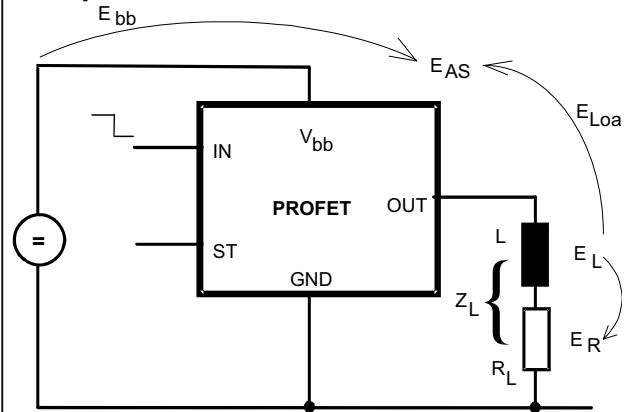 E bb
E AS
E Loa
IN
V bb
PROFET
OUT
ST
GND
=
L
E L
Z L {
R L
E R